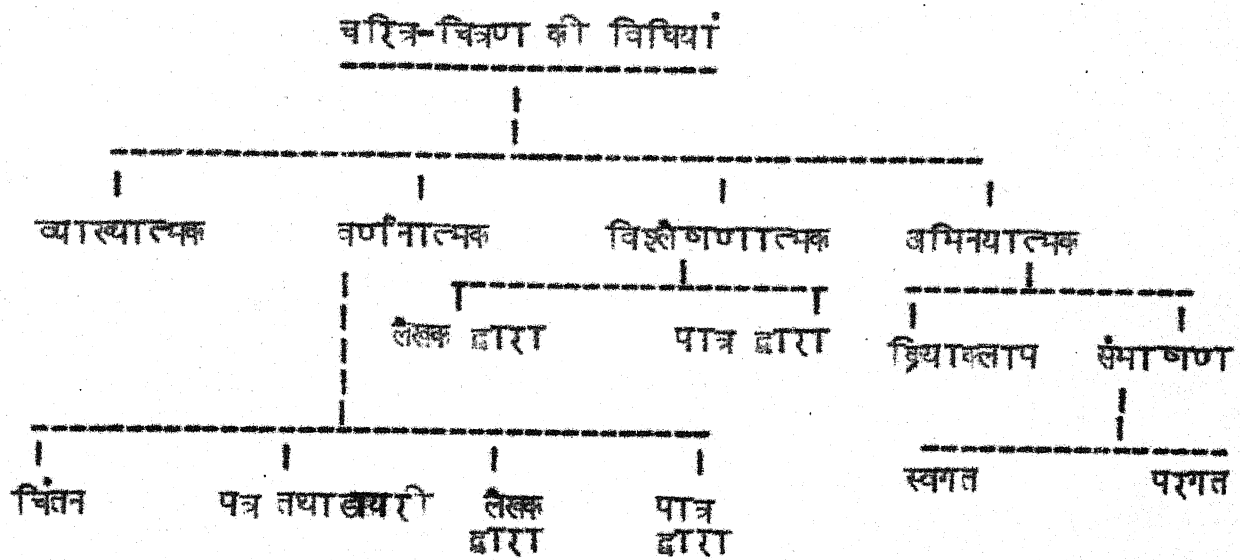 चरित्र-चित्रण की विधियां
व्याख्यात्मक वर्णनात्मक विश्लेषणात्मक अभिनयात्मक
लेखक द्वारा पात्र द्वारा क्रियाक्लाप संभाषण
चिंतन पत्र तथा डायरी लेखक द्वारा पात्र द्वारा स्वगत परगत